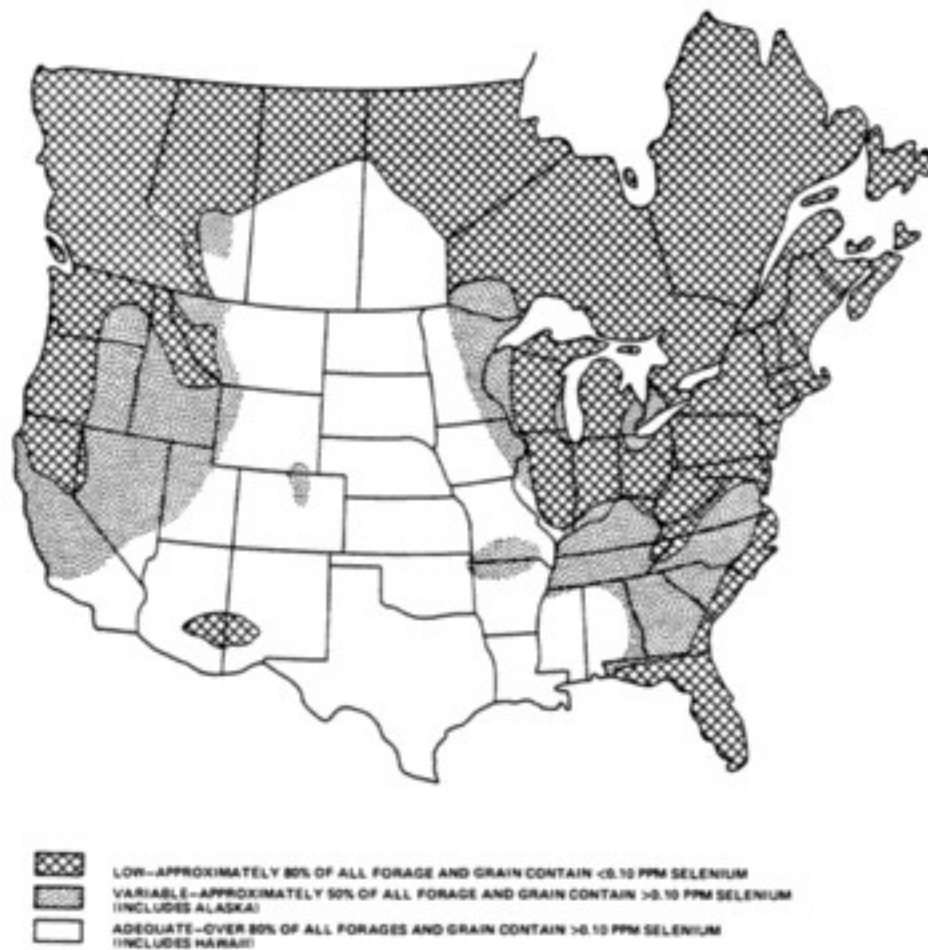 LOW—APPROXIMATELY 80% OF ALL FORAGE AND GRAIN CONTAIN <0.10 PPM SELENIUM
VARIABLE—APPROXIMATELY 50% OF ALL FORAGE AND GRAIN CONTAIN >0.10 PPM SELENIUM
(INCLUDES ALASKA)
ADEQUATE—OVER 80% OF ALL FORAGES AND GRAIN CONTAIN >0.10 PPM SELENIUM
(INCLUDES HAWAII)